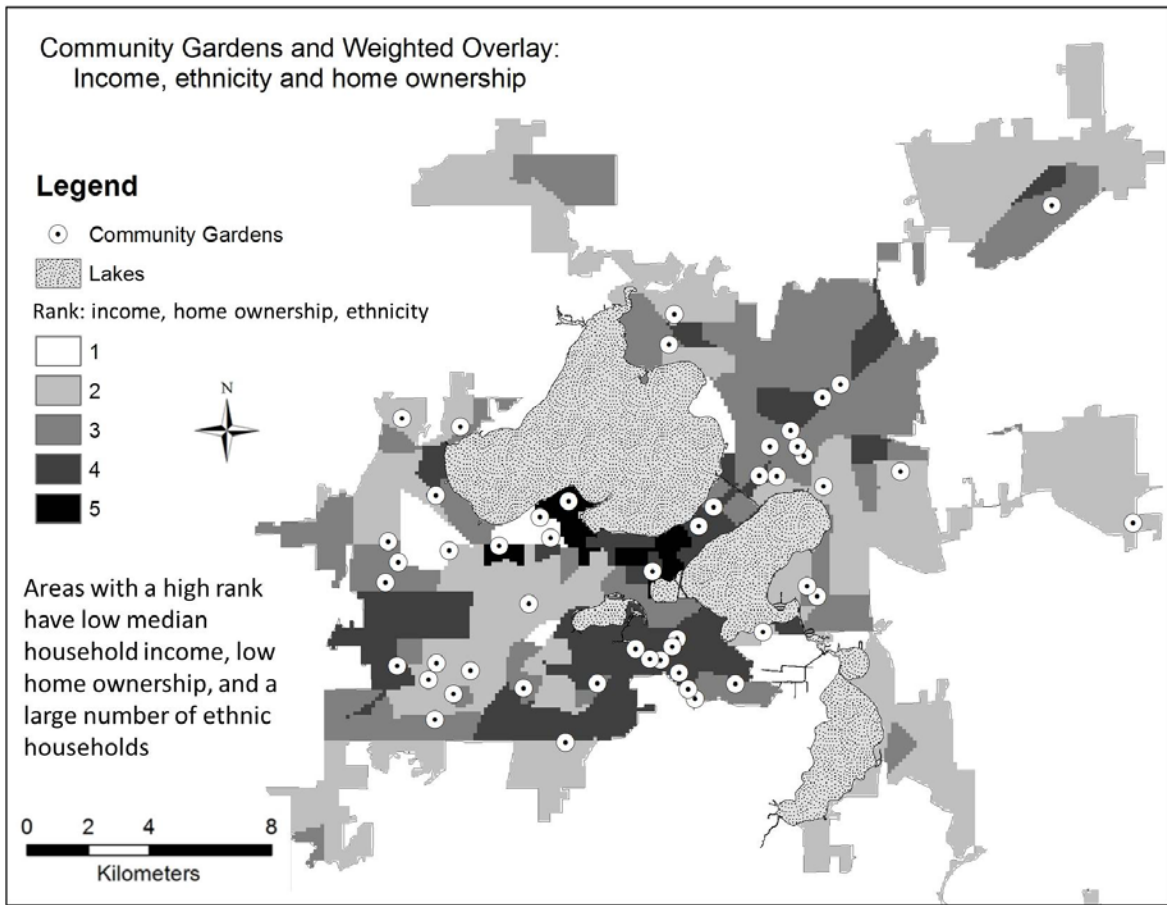 Community Gardens and Weighted Overlay:
Income, ethnicity and home ownership
Legend
Community Gardens
Lakes
Rank: income, home ownership, ethnicity
1
2
3
4
5
N
Areas with a high rank
have low median
household income, low
home ownership, and a
large number of ethnic
households
0 2 4 8
Kilometers